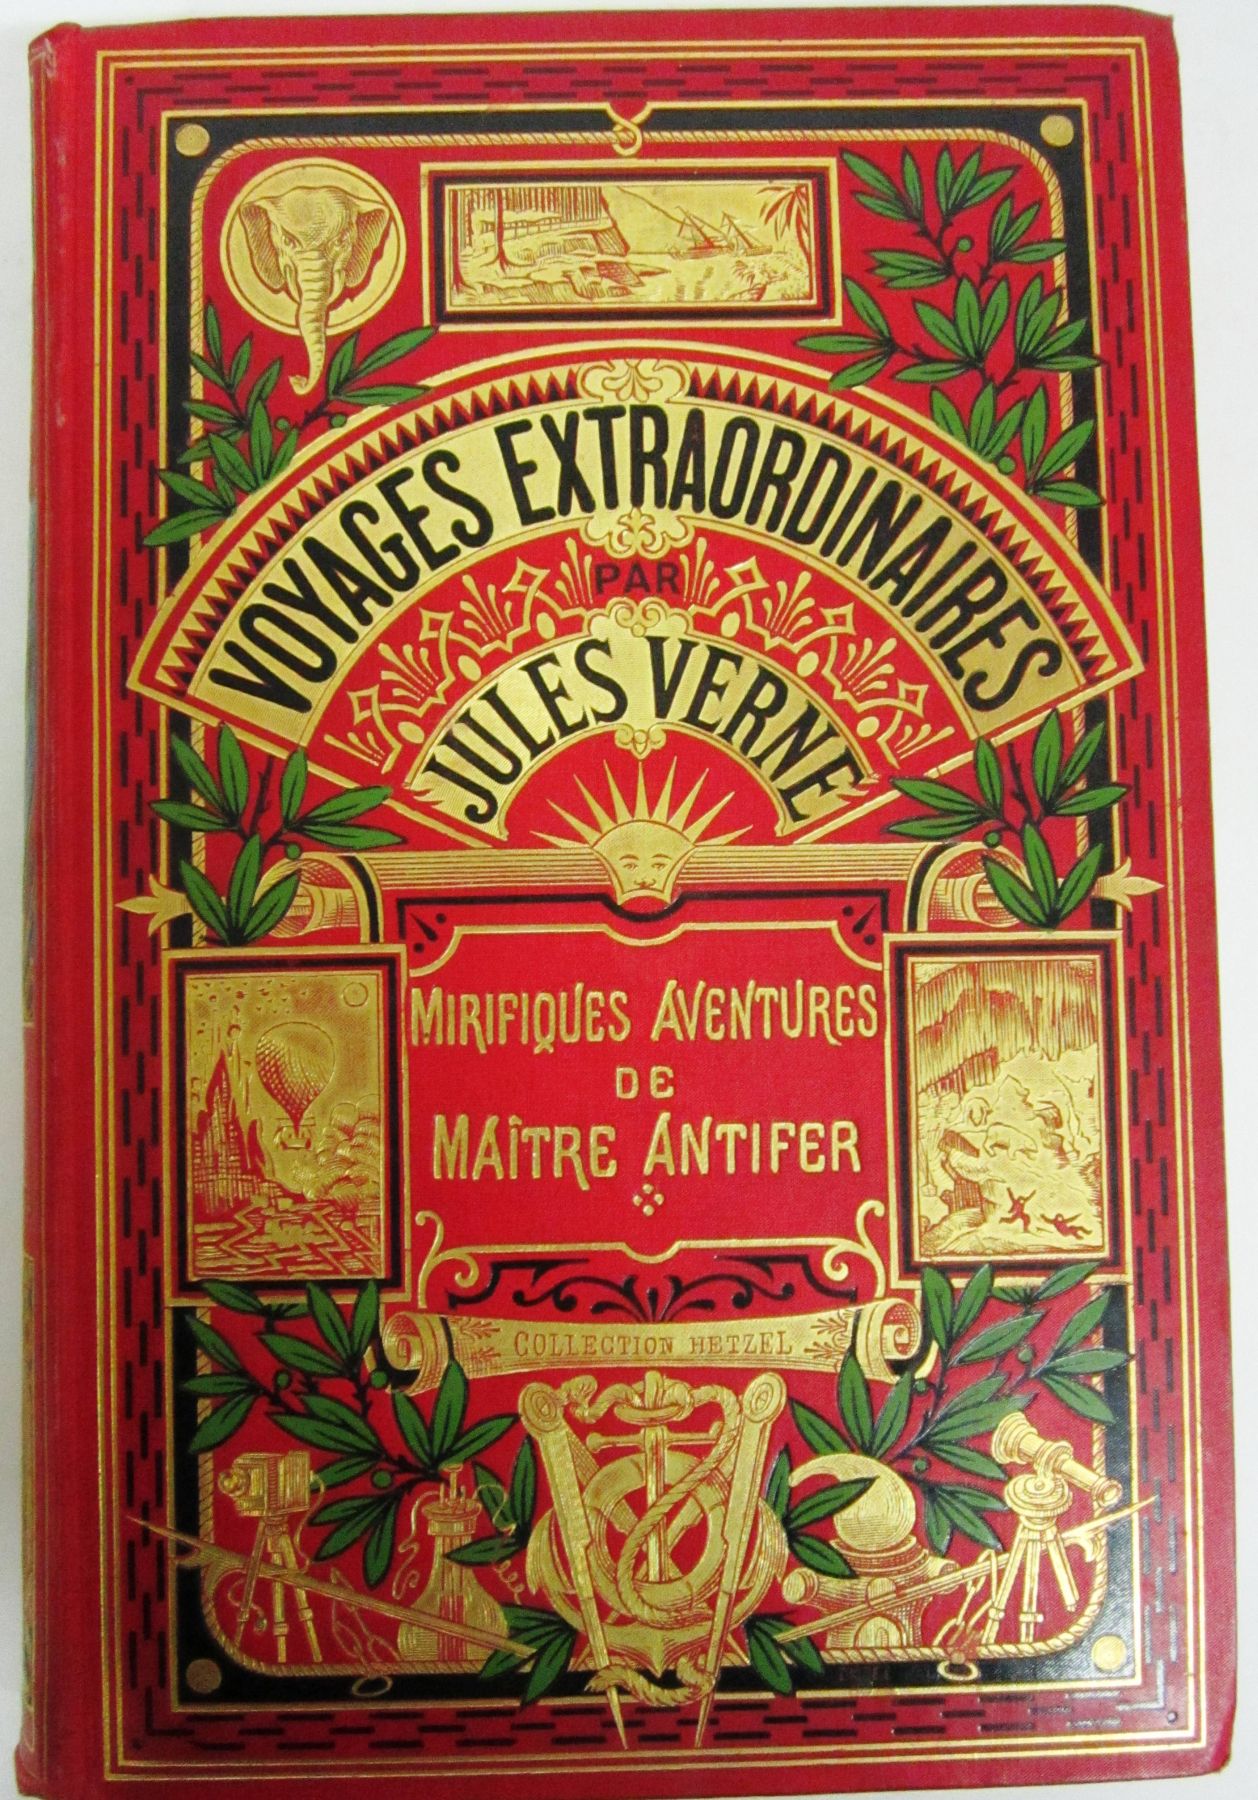 VOYAGES EXTRAORDINAIRES
PAR
JULES VERNE
MIRIFIQUES AVENTURES
DE
MAÎTRE ANTIFER
COLLECTION HETZEL